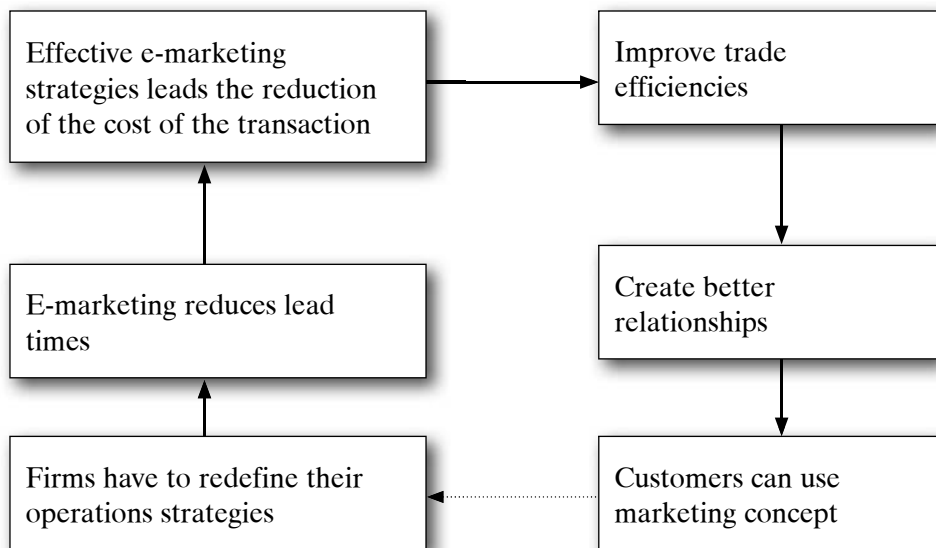 Effective e-marketing
strategies leads the reduction
of the cost of the transaction
Improve trade
efficiencies
Create better
relationships
E-marketing reduces lead
times
Firms have to redefine their
operations strategies
Customers can use
marketing concept